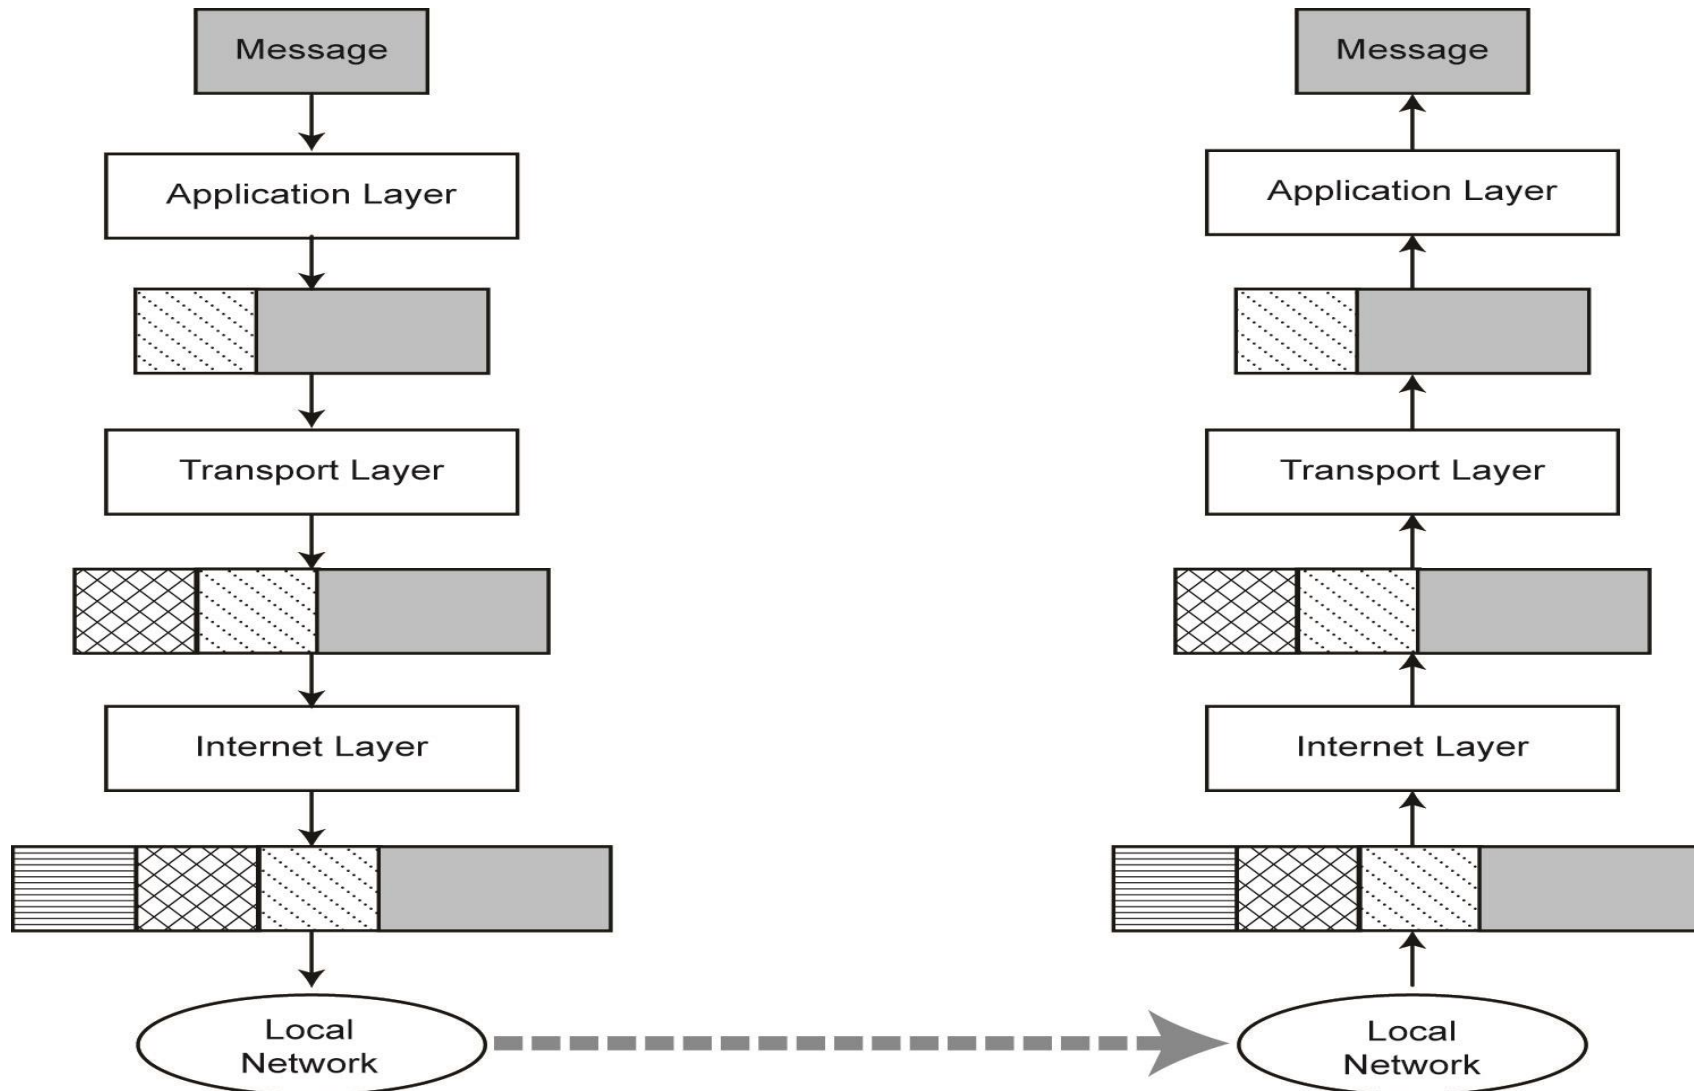 Message
Application Layer
Transport Layer
Internet Layer
Local
Network
Message
Application Layer
Transport Layer
Internet Layer
Local
Network